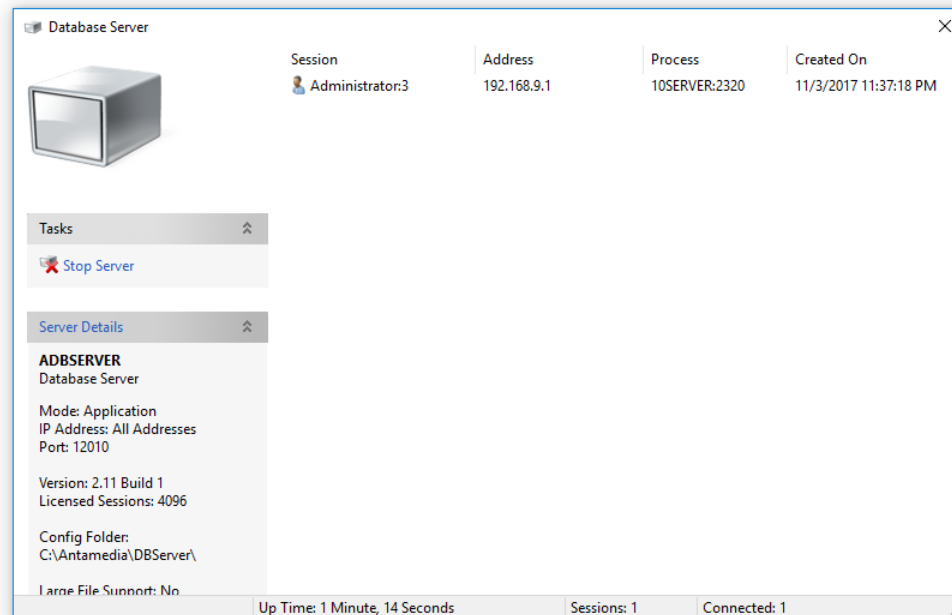 Database Server
Session Address Process Created On
Administrator:3 192.168.9.1 10SERVER:2320 11/3/2017 11:37:18 PM
Tasks
Stop Server
Server Details
ADBSERVER
Database Server
Mode: Application
IP Address: All Addresses
Port: 12010
Version: 2.11 Build 1
Licensed Sessions: 4096
Config Folder:
C:\Antamedia\DBServer\
Large File Support: No
Up Time: 1 Minute, 14 Seconds Sessions: 1 Connected: 1